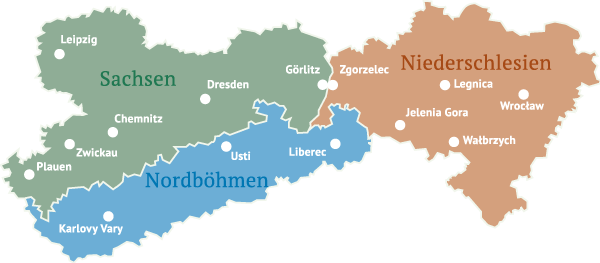 Leipzig
Sachsen
Dresden
Görlitz
Zgorzelec
Niederschlesien
Legnica
Wrocław
Jelenia Gora
Wałbrzych
Chemnitz
Zwickau
Plauen
Usti
Liberec
Nordböhmen
Karlovy Vary